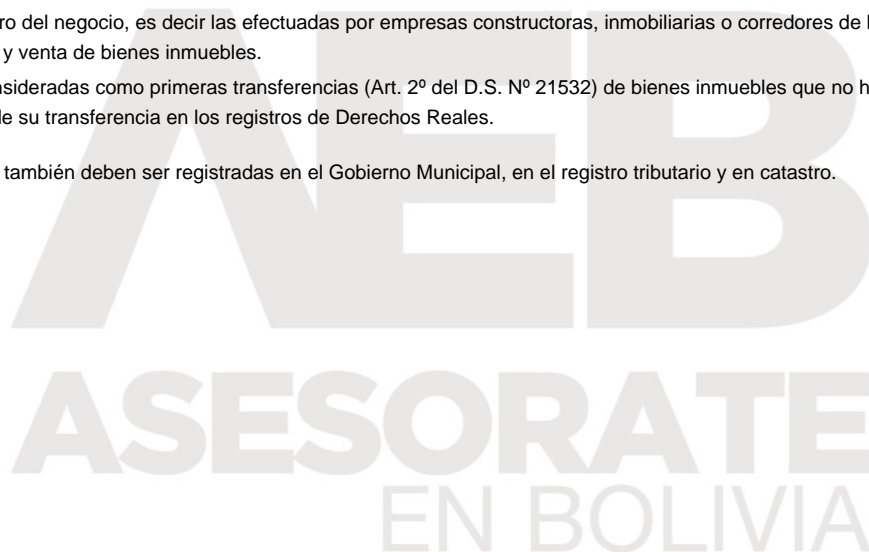 ro del negocio, es decir las efectuadas por empresas constructoras, inmobiliarias o corredores de
y venta de bienes inmuebles.
nsideradas como primeras transferencias (Art. 2º del D.S. Nº 21532) de bienes inmuebles que no h
de su transferencia en los registros de Derechos Reales.
también deben ser registradas en el Gobierno Municipal, en el registro tributario y en catastro.
AEB
ASESORATE
EN BOLIVIA